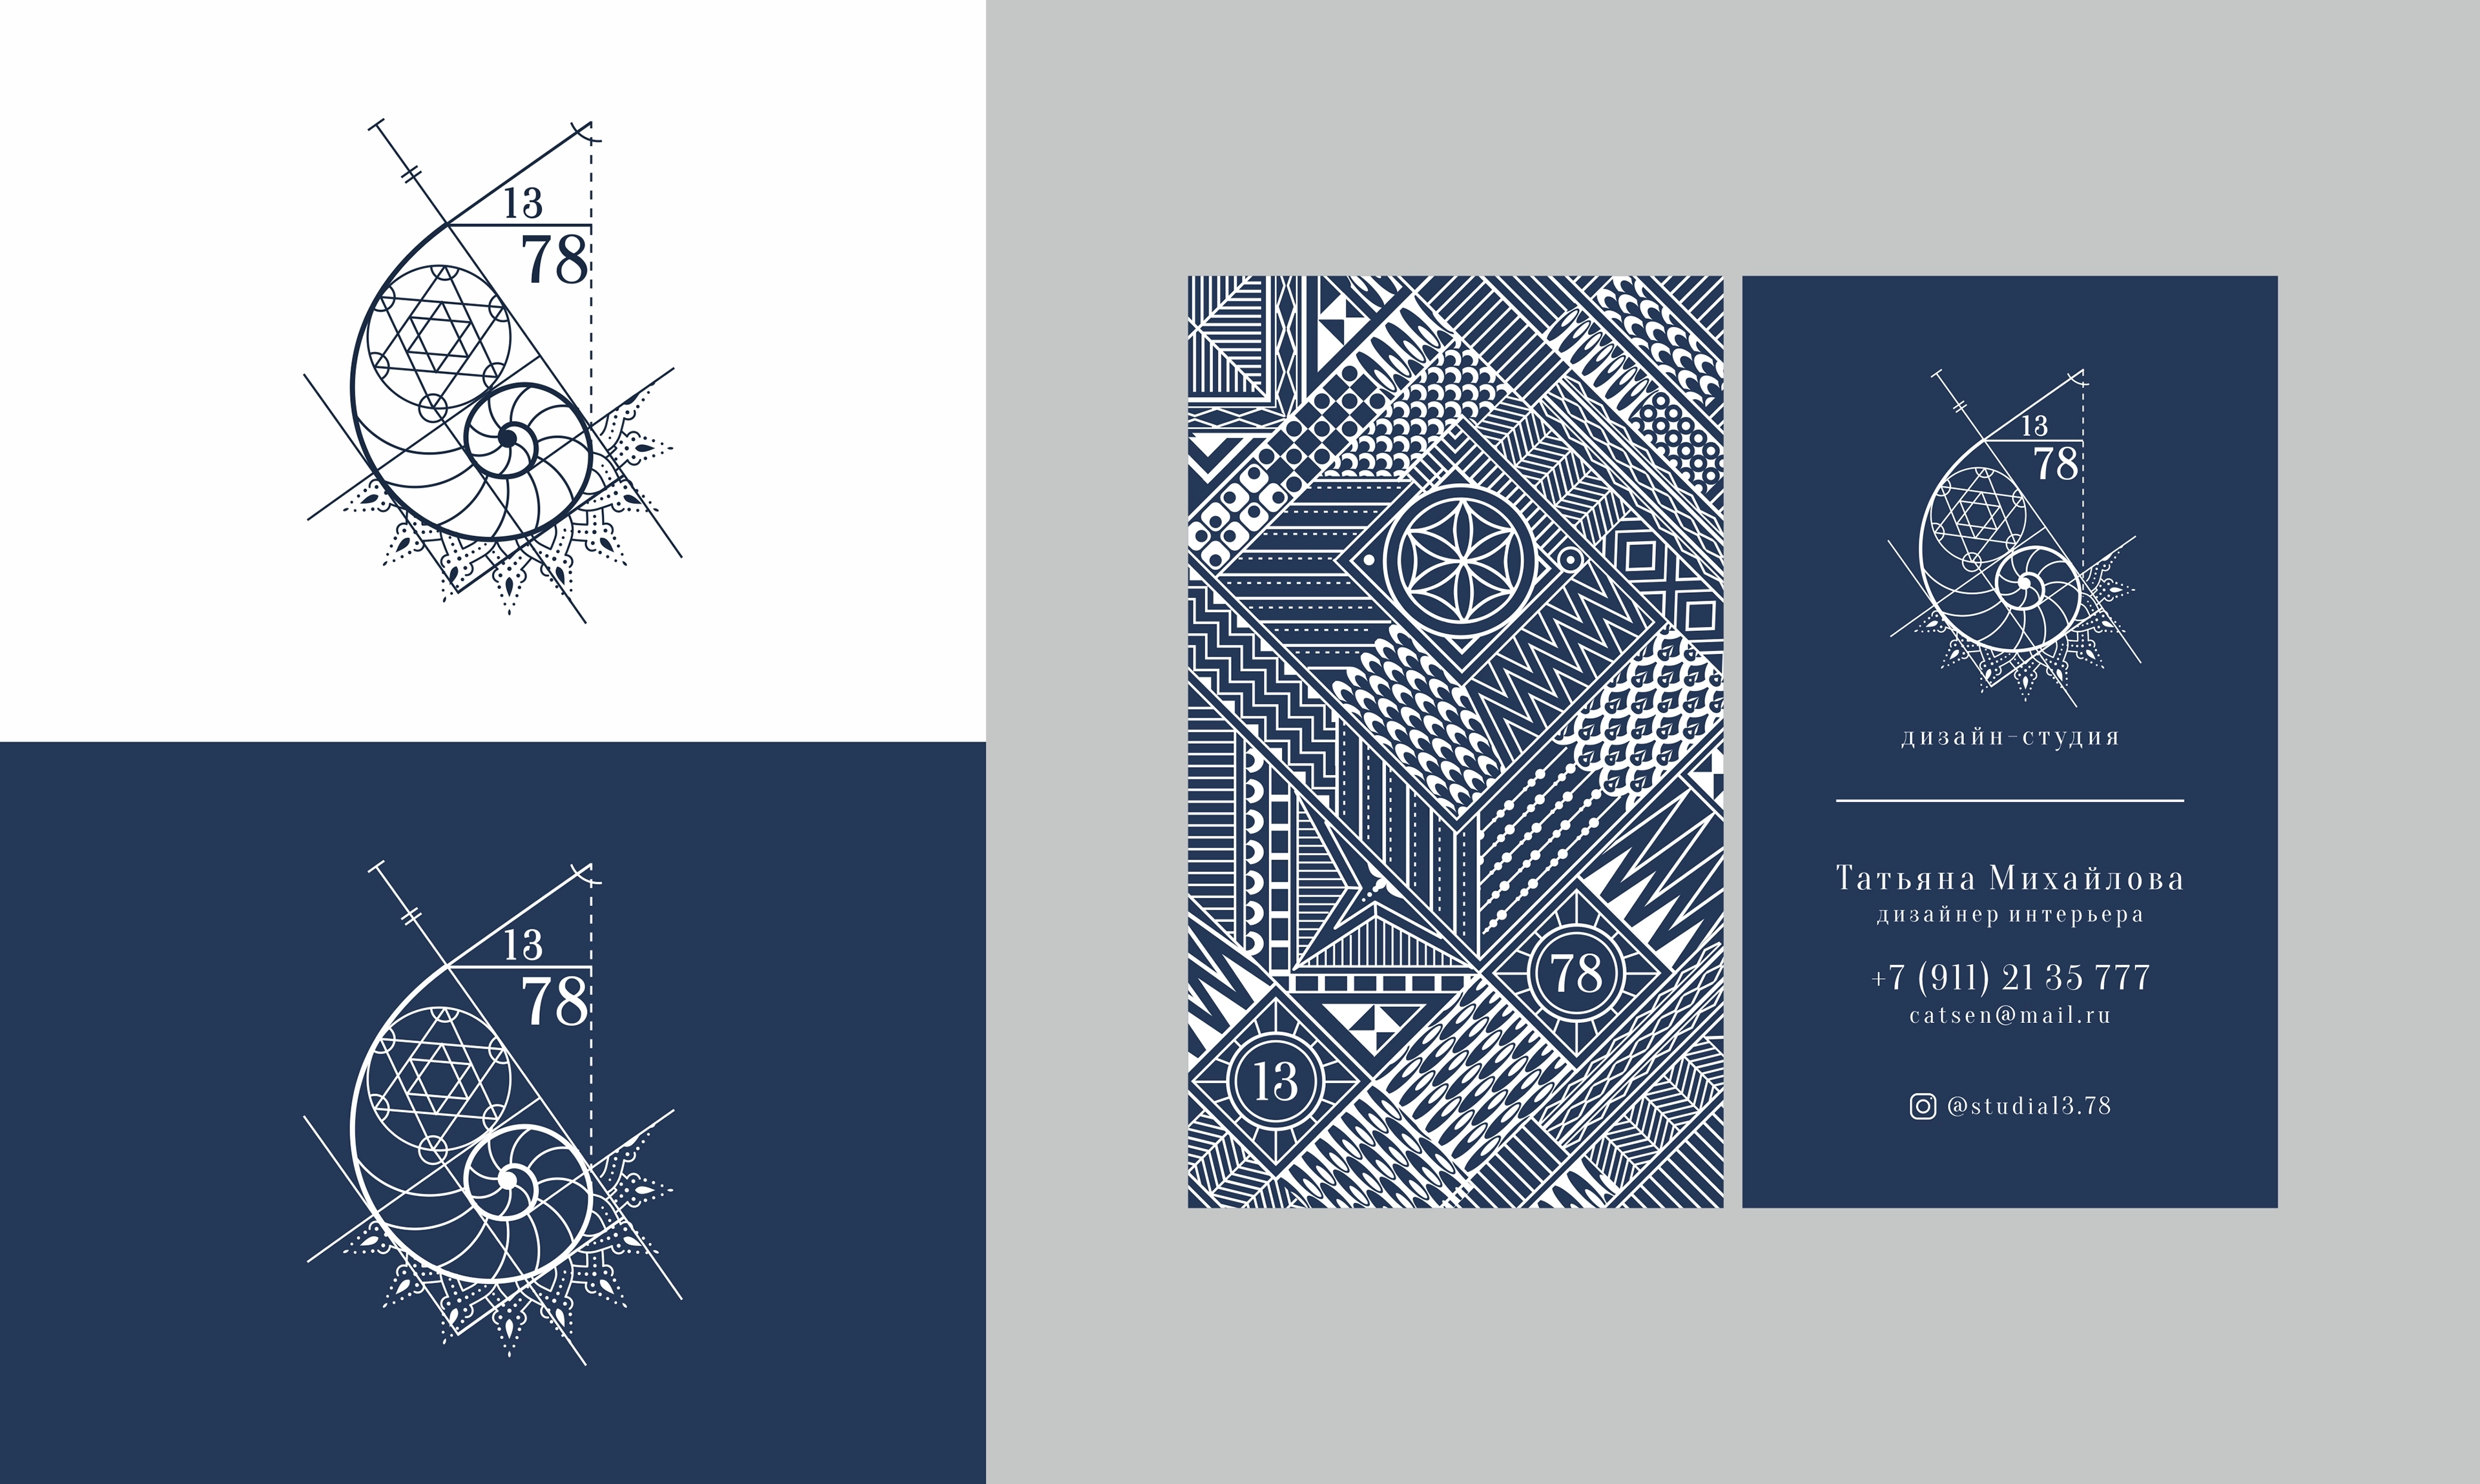 13
78
13
78
78
13
13
78
дизайн-студия
Татьяна Михайлова
дизайнер интерьера
+7 (911) 21 35 777
catsen@mail.ru
@studia13.78